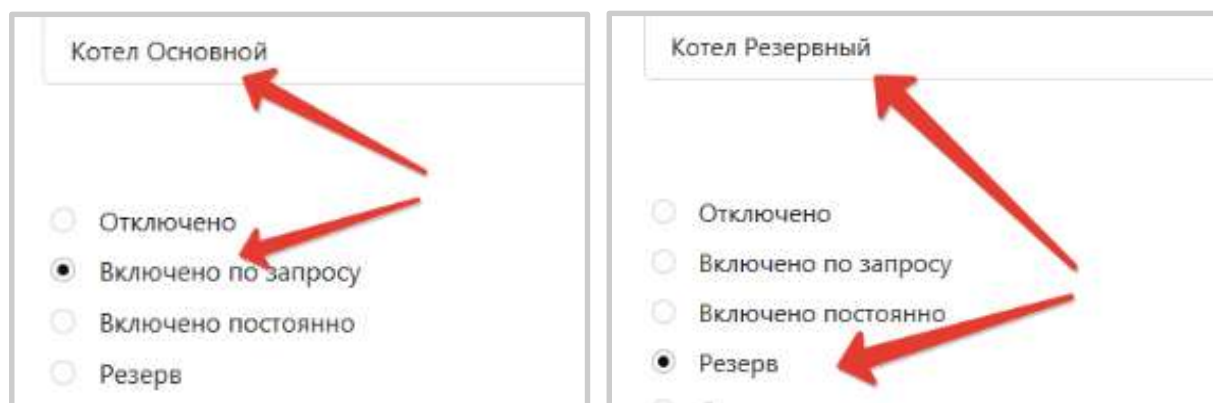 Котел Основной
Отключено
Включено по запросу
Включено постоянно
Резерв
Котел Резервный
Отключено
Включено по запросу
Включено постоянно
Резерв